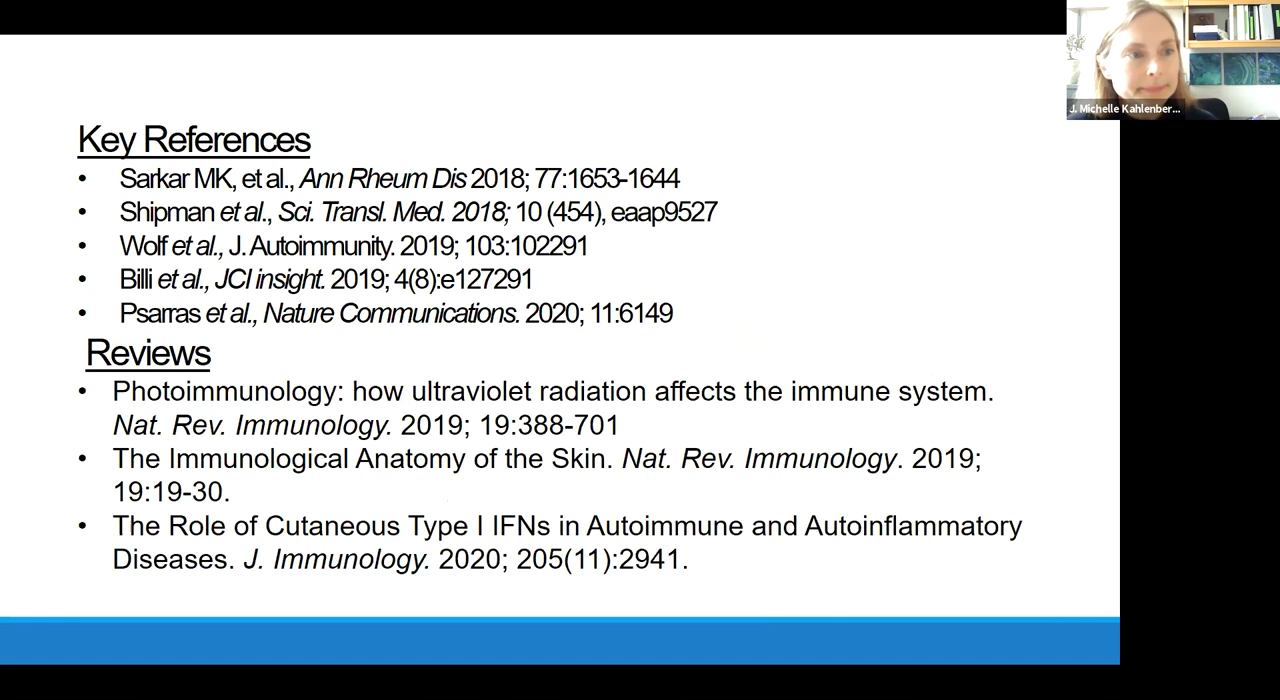 J. Michelle Kahlenber...
Key References
• Sarkar MK, et al., Ann Rheum Dis 2018; 77:1653-1644
• Shipman et al., Sci. Transl. Med. 2018; 10 (454), eaap9527
• Wolf et al., J. Autoimmunity. 2019; 103:102291
• Billi et al., JCI insight. 2019; 4(8):e127291
• Psarras et al., Nature Communications. 2020; 11:6149
Reviews
• Photoimmunology: how ultraviolet radiation affects the immune system.
Nat. Rev. Immunology. 2019; 19:388-701
• The Immunological Anatomy of the Skin. Nat. Rev. Immunology. 2019;
19:19-30.
• The Role of Cutaneous Type I IFNs in Autoimmune and Autoinflammatory
Diseases. J. Immunology. 2020; 205(11):2941.